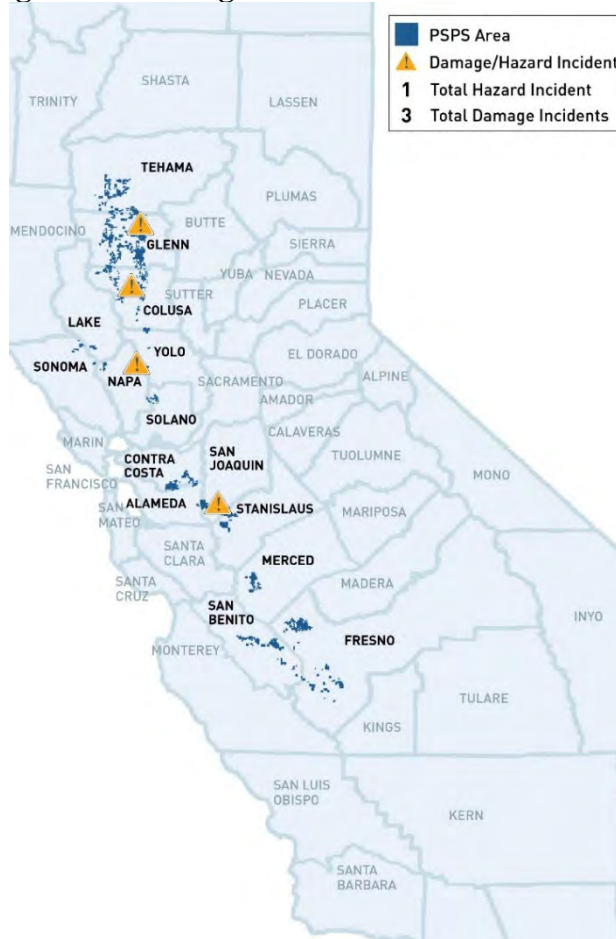 PSPS Area
Damage/Hazard Incident
1 Total Hazard Incident
3 Total Damage Incidents
SHASTA
TRINITY
LASSEN
TEHAMA
PLUMAS
MENDOCINO
BUTTE
GLENN
SIERRA
YUBA
NEVADA
SUTTER
COLUSA
PLACER
LAKE
YOLO
EL DORADO
SONOMA
NAPA
SACRAMENTO
ALPINE
AMADOR
SOLANO
CALAVERAS
MARIN
SAN
JOAQUIN
TUOLUMNE
CONTRA
COSTA
SAN
FRANCISCO
MONO
ALAMEDA
STANISLAUS
SAN
MATEO
MARIPOSA
SANTA
CLARA
MERCED
SANTA
CRUZ
MADERA
SAN
BENITO
INYO
FRESNO
MONTEREY
TULARE
KINGS
SAN LUIS
OBISPO
KERN
SANTA
BARBARA